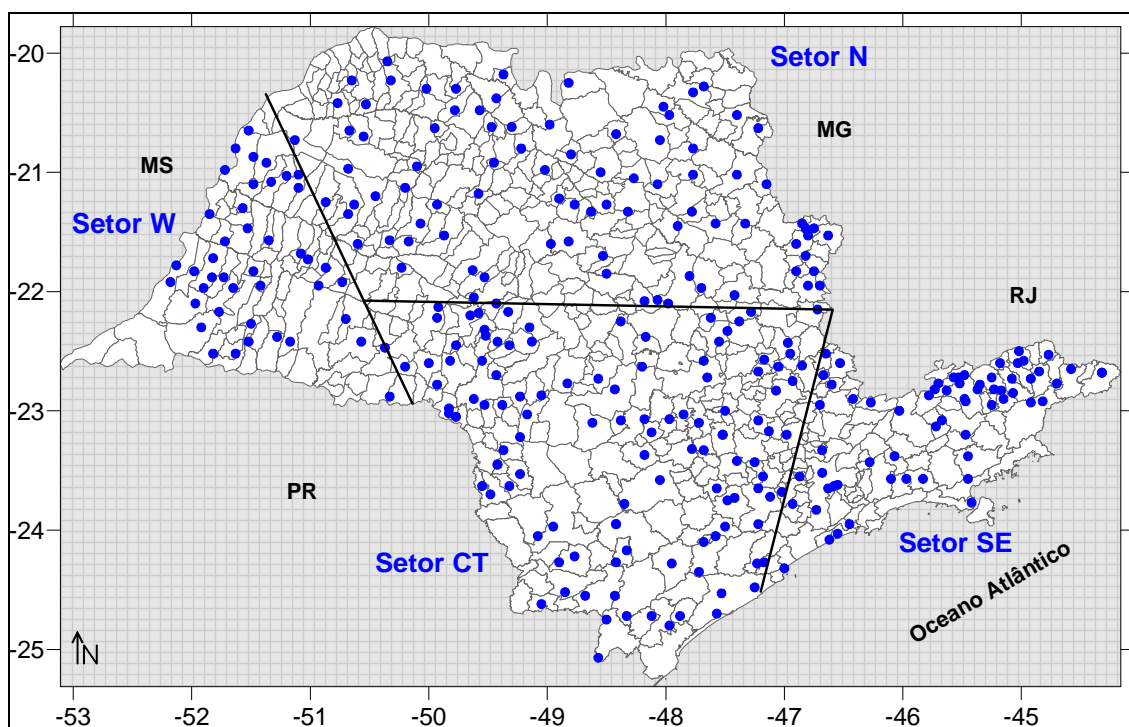 -20
-21
-22
-23
-24
-25
Setor N
MG
MS
Setor W
RJ
PR
Setor CT
Setor SE
Oceano Atlântico
N
-53
-52
-51
-50
-49
-48
-47
-46
-45